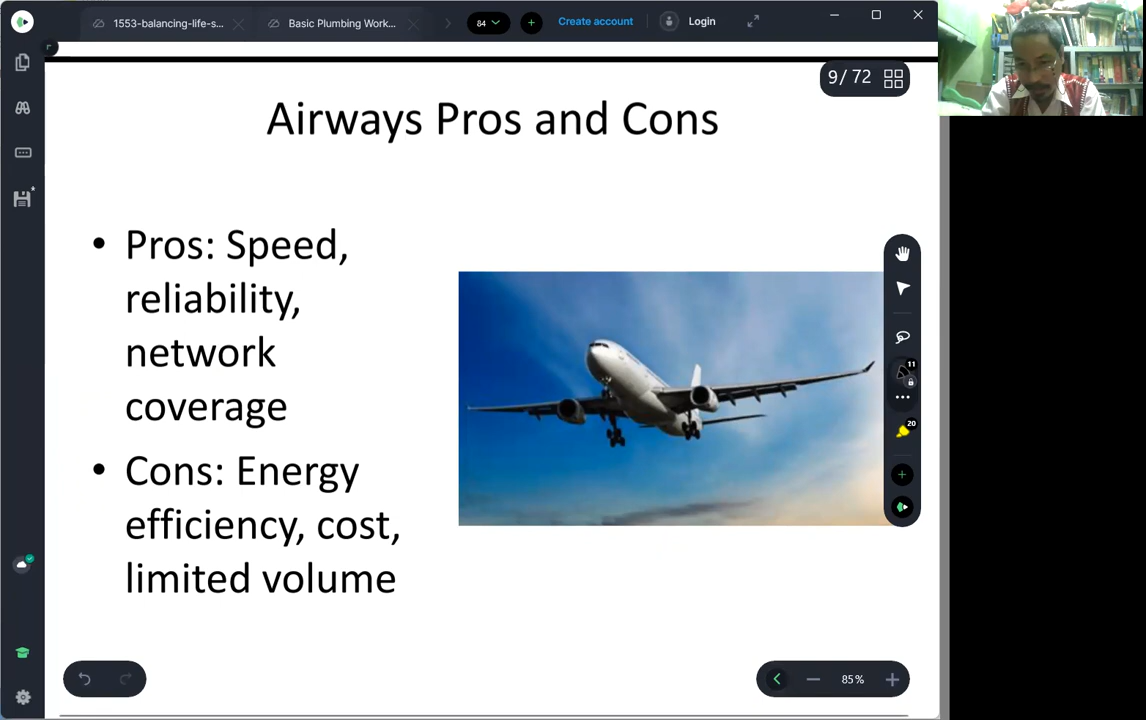 1553-balancing-life-s...
Basic Plumbing Work...
84
Create account
Login
9/ 72
Airways Pros and Cons
• Pros: Speed,
reliability,
network
coverage
• Cons: Energy
efficiency, cost,
limited volume
11
20
85%